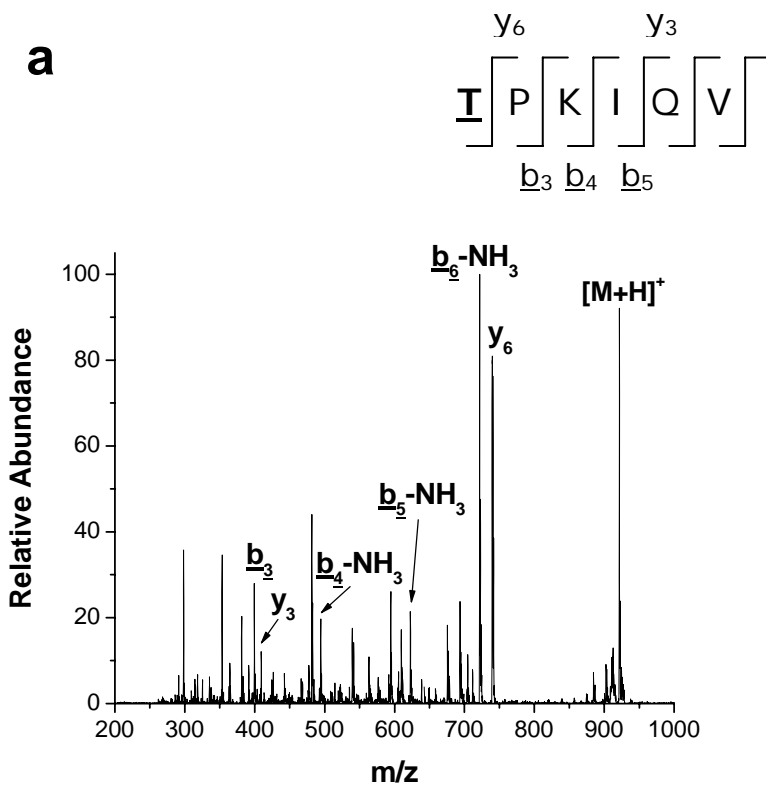 a
y6 y3
T P K I Q V
b3 b4 b5
b6-NH3
[M+H]+
y6
b5-NH3
b3
b4-NH3
y3
Relative Abundance
100
80
60
40
20
0
200 300 400 500 600 700 800 900 1000
m/z